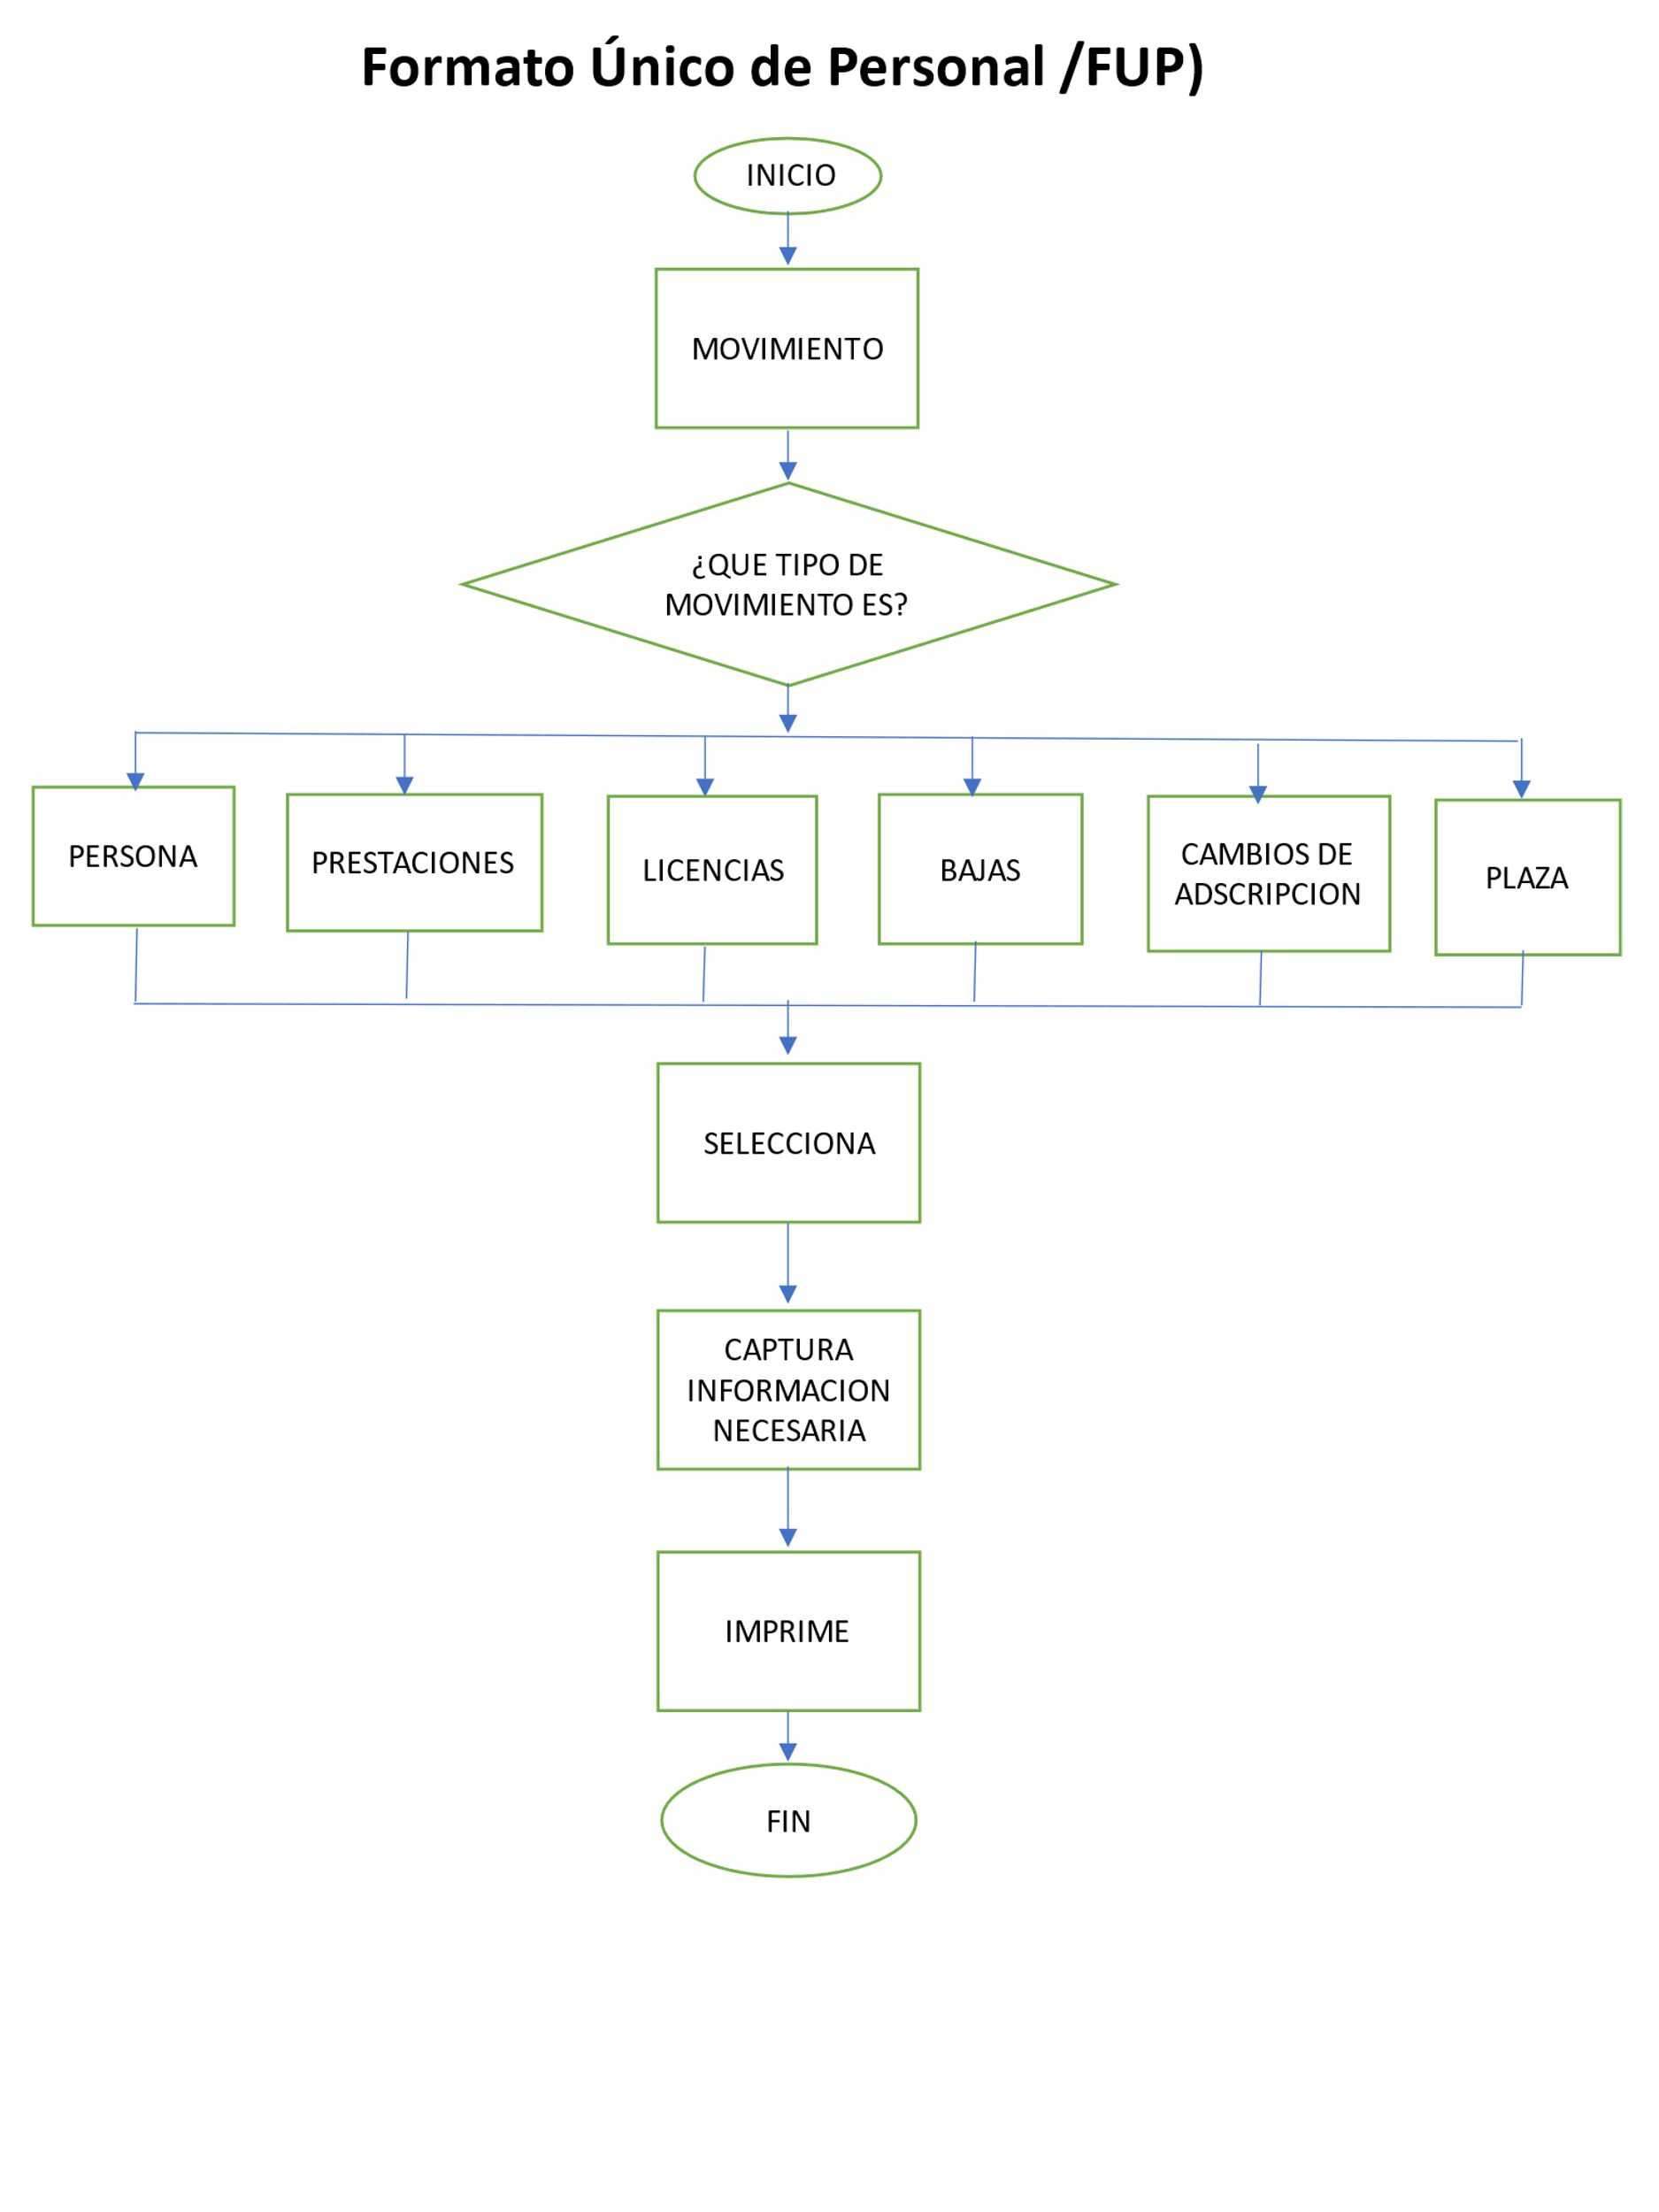 Formato Único de Personal /FUP)
INICIO
MOVIMIENTO
¿QUE TIPO DE
MOVIMIENTO ES?
PERSONA
PRESTACIONES
LICENCIAS
BAJAS
CAMBIOS DE
ADSCRIPCION
PLAZA
SELECCIONA
CAPTURA
INFORMACION
NECESARIA
IMPRIME
FIN